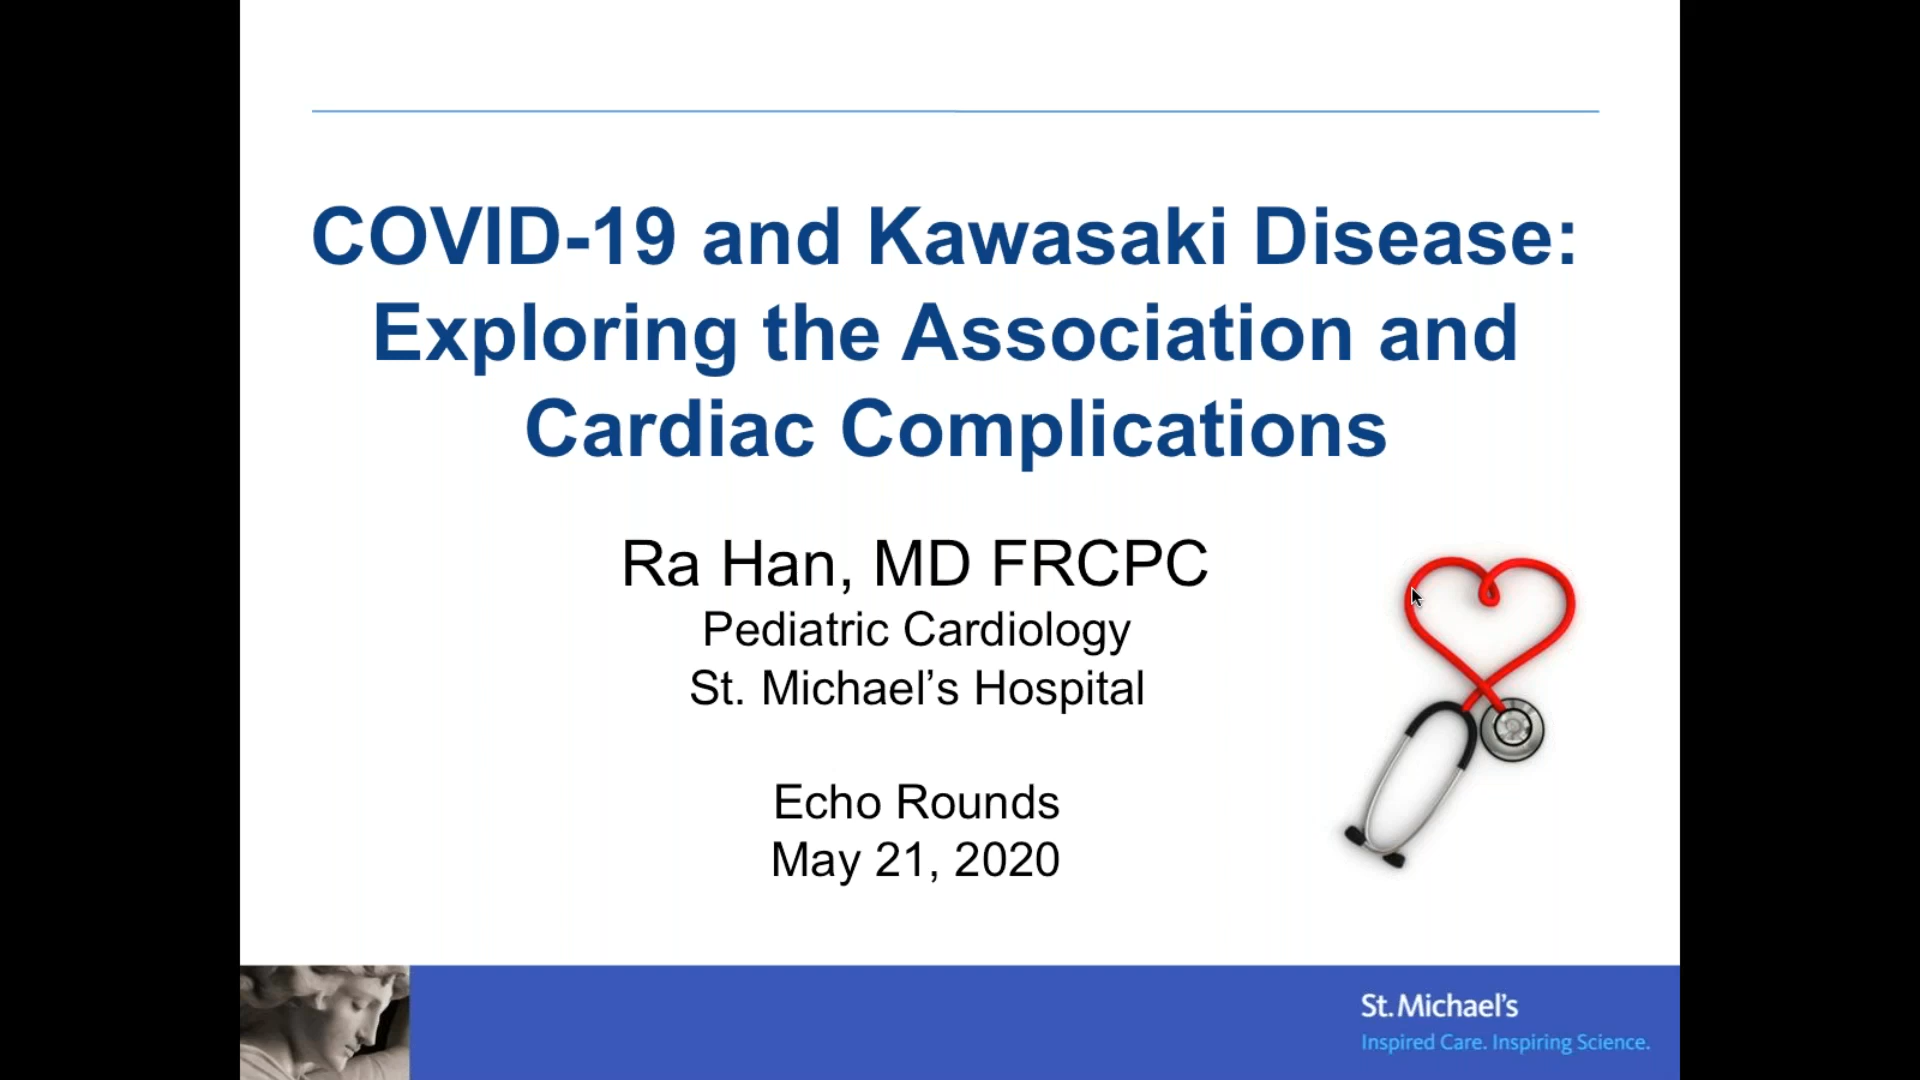 COVID-19 and Kawasaki Disease:
Exploring the Association and
Cardiac Complications
Ra Han, MD FRCPC
Pediatric Cardiology
St. Michael’s Hospital
Echo Rounds
May 21, 2020
St. Michael’s
Inspired Care. Inspiring Science.